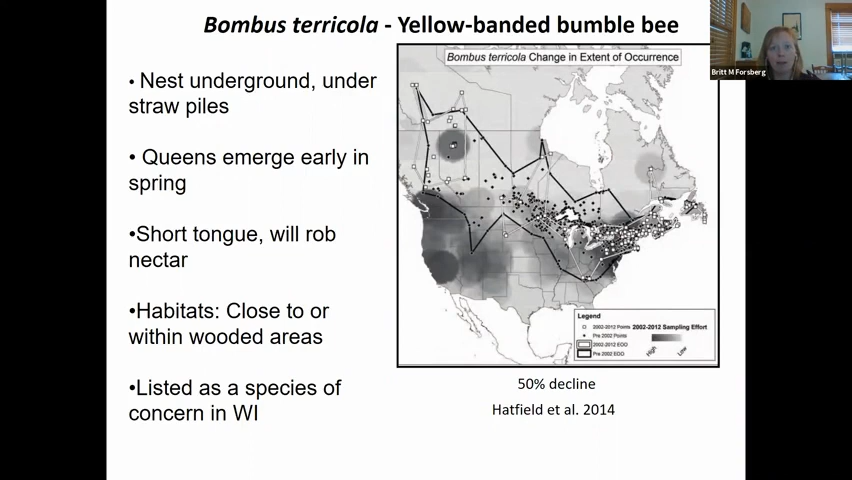 Bombus terricola - Yellow-banded bumble bee
Britt M Forsberg
• Nest underground, under
straw piles
• Queens emerge early in
spring
•Short tongue, will rob
nectar
•Habitats: Close to or
within wooded areas
•Listed as a species of
concern in WI
Bombus terricola Change in Extent of Occurrence
Legend
2002-2012 Points
Pre 2002 Points
2002-2012 EOO
Pre 2002 EOO
2002-2012 Sampling Effort
High
Low
50% decline
Hatfield et al. 2014